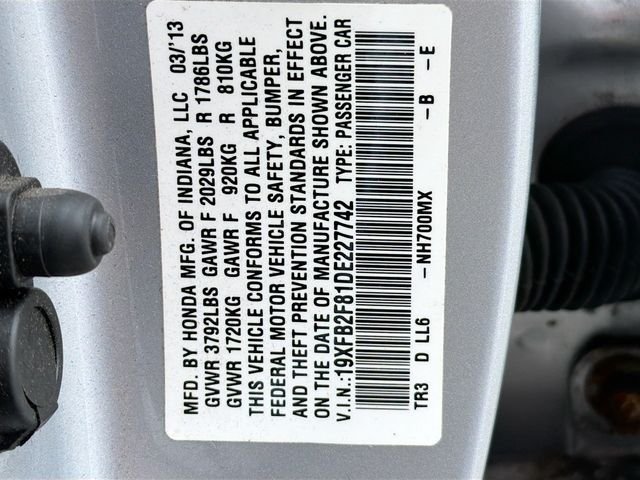 MFD. BY HONDA MFG. OF INDIANA, LLC 03/'13
GVWR 3792LBS GAWR F 2029LBS R 1786LBS
GVWR 1720KG GAWR F 920KG R 810KG
THIS VEHICLE CONFORMS TO ALL APPLICABLE
FEDERAL MOTOR VEHICLE SAFETY, BUMPER,
AND THEFT PREVENTION STANDARDS IN EFFECT
ON THE DATE OF MANUFACTURE SHOWN ABOVE.
V.I.N.:19XFB2F81DE227742 TYPE: PASSENGER CAR
TR3 D LL6 -NH700MX -B -E